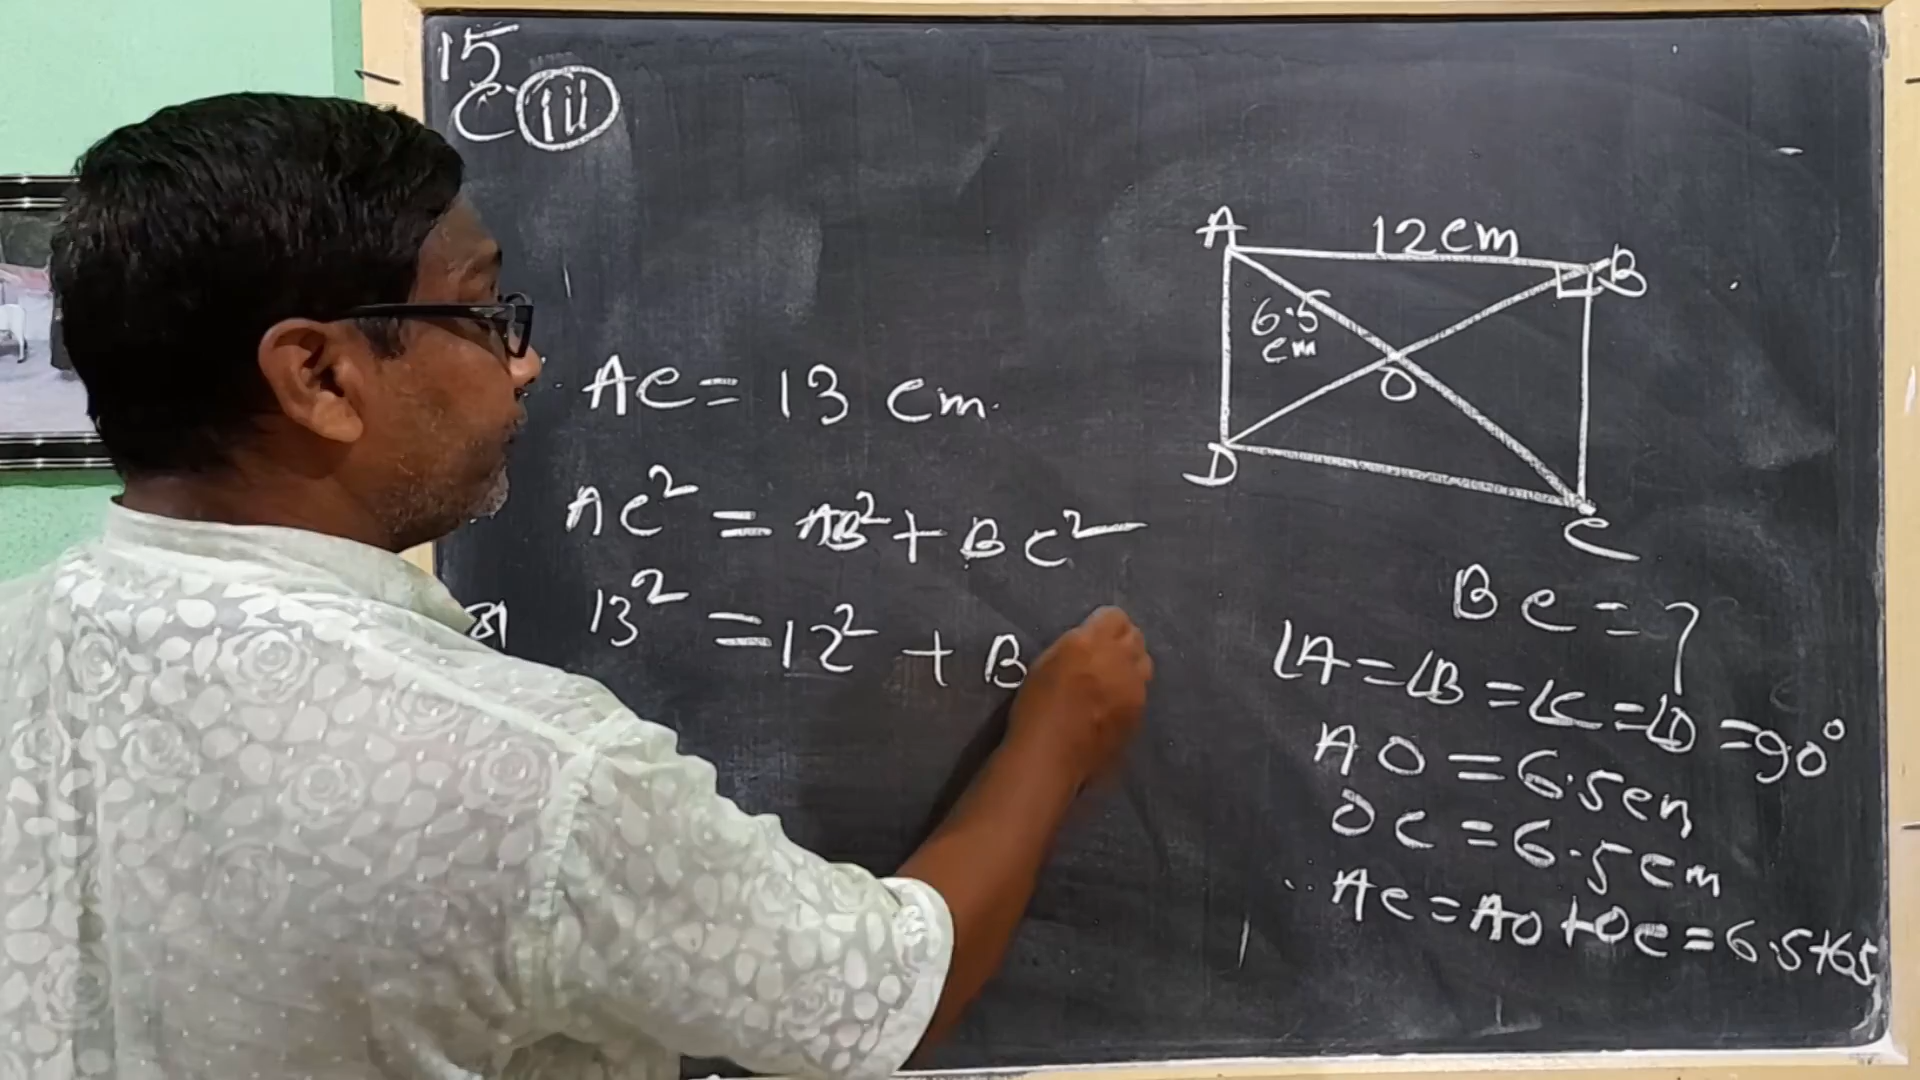 15
C (iii)
A 12cm B
6.5
cm
O
D
C
AC = 13 cm.
AC² = AB² + BC²
13² = 12² + B
BC = ?
∠A = ∠B = ∠C = ∠D = 90°
AO = 6.5cm
OC = 6.5cm
∴ AC = AO + OC = 6.5 + 6.5